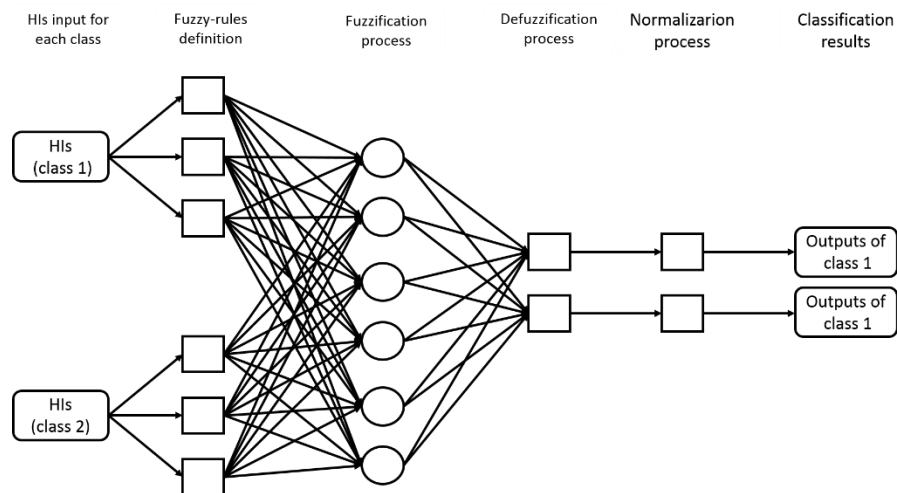 HIs input for
each class
Fuzzy-rules
definition
Fuzzification
process
Defuzzification
process
Normalizarion
process
Classification
results
HIs
(class 1)
Outputs of
class 1
Outputs of
class 1
HIs
(class 2)